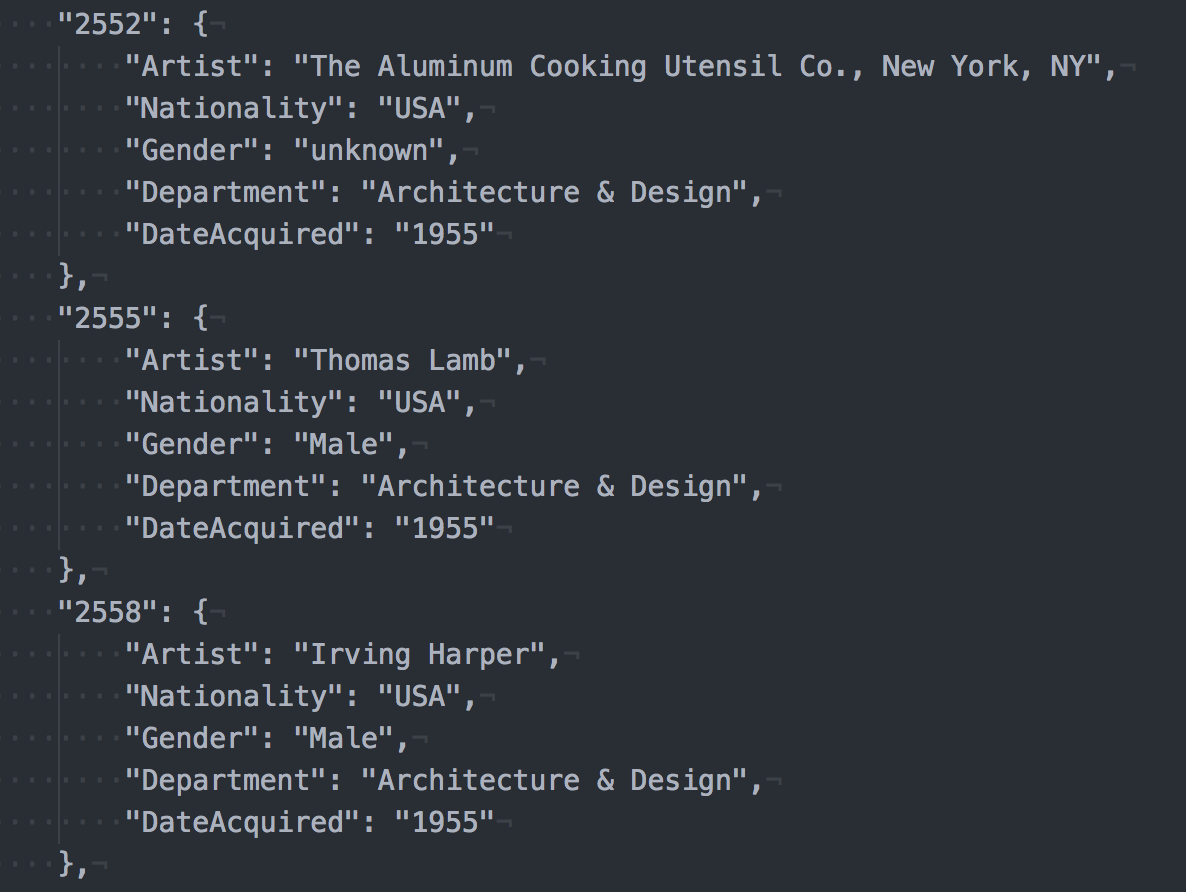 "2552": {¬
"Artist": "The Aluminum Cooking Utensil Co., New York, NY",¬
"Nationality": "USA",¬
"Gender": "unknown",¬
"Department": "Architecture & Design",¬
"DateAcquired": "1955"¬
},¬
"2555": {¬
"Artist": "Thomas Lamb",¬
"Nationality": "USA",¬
"Gender": "Male",¬
"Department": "Architecture & Design",¬
"DateAcquired": "1955"¬
},¬
"2558": {¬
"Artist": "Irving Harper",¬
"Nationality": "USA",¬
"Gender": "Male",¬
"Department": "Architecture & Design",¬
"DateAcquired": "1955"¬
},¬